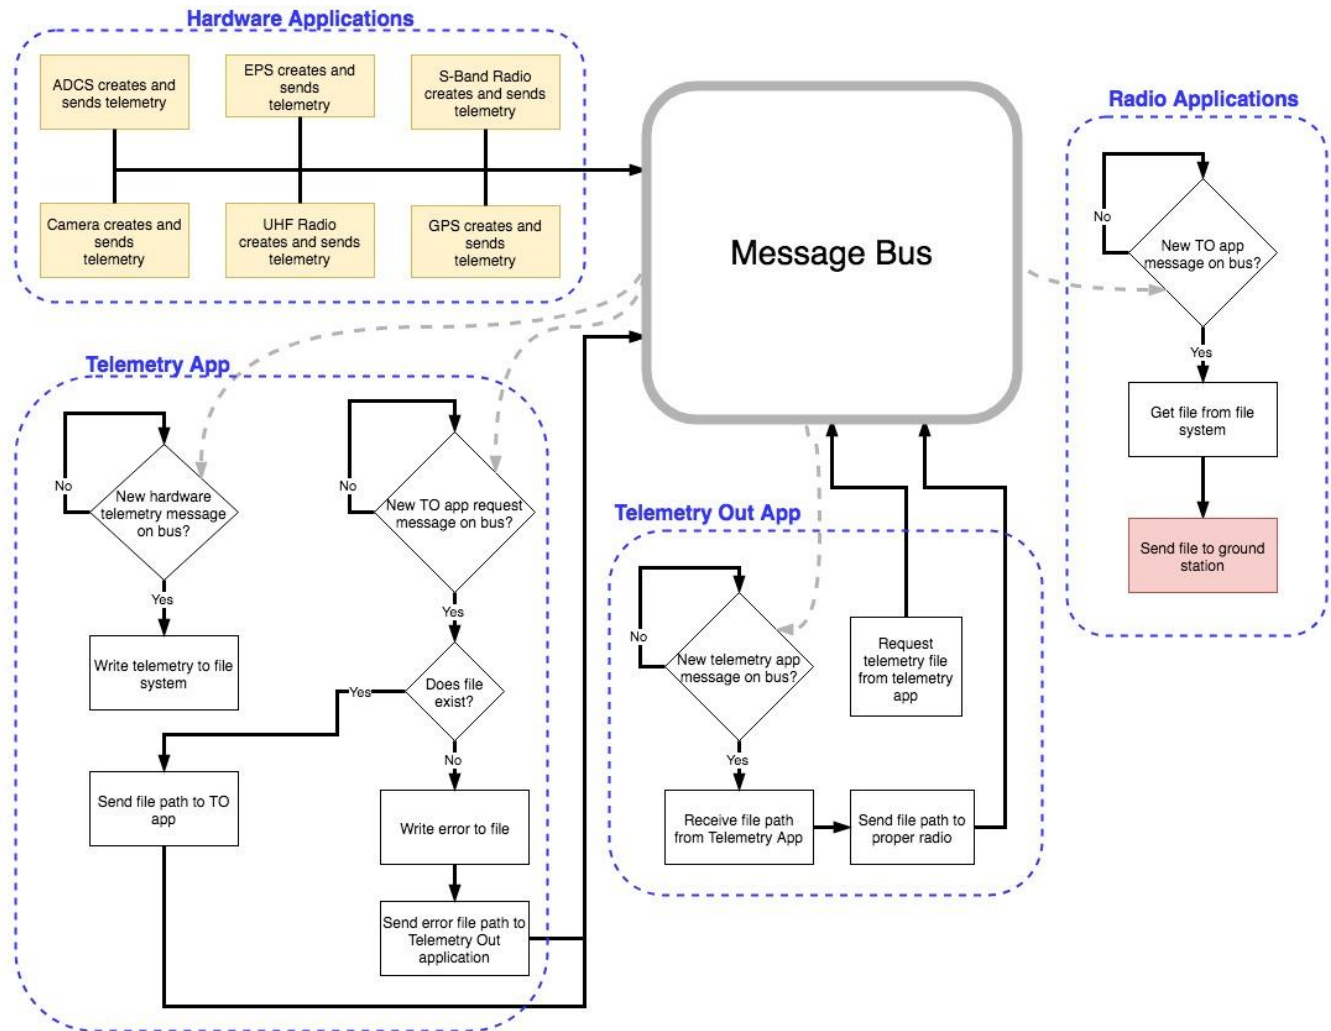 Hardware Applications
ADCS creates and
sends telemetry
EPS creates and
sends
telemetry
S-Band Radio
creates and sends
telemetry
Camera creates and
sends
telemetry
UHF Radio
creates and sends
telemetry
GPS creates and
sends
telemetry
Message Bus
Radio Applications
No
New TO app
message on bus?
Yes
Get file from file
system
Send file to ground
station
Telemetry App
No
New hardware
telemetry message
on bus?
Yes
Write telemetry to file
system
No
New TO app request
message on bus?
Yes
Does file
exist?
Yes
No
Send file path to TO
app
Write error to file
Send error file path to
Telemetry Out
application
Telemetry Out App
No
New telemetry app
message on bus?
Yes
Request
telemetry file
from telemetry
app
Receive file path
from Telemetry App
Send file path to
proper radio